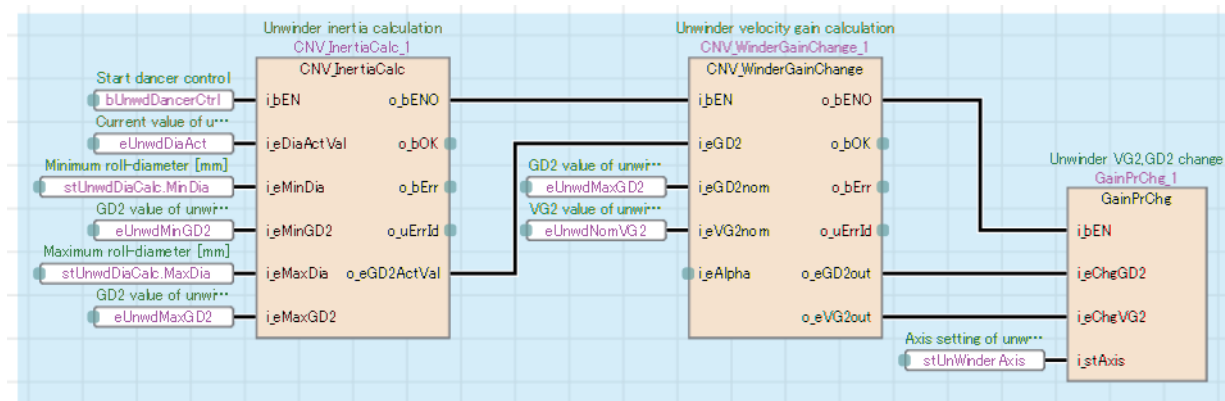 Unwinder inertia calculation
CNV_InertiaCalc_1
CNV_InertiaCalc
Start dancer control
bUnwdDancerCtrl
i_bEN
o_bENO
Current value of u…
eUnwdDiaAct
i_eDiaActVal
o_bOK
Minimum roll-diameter [mm]
stUnwdDiaCalc.MinDia
i_eMinDia
o_bErr
GD2 value of unwi…
eUnwdMinGD2
i_eMinGD2
o_uErrId
Maximum roll-diameter [mm]
stUnwdDiaCalc.MaxDia
i_eMaxDia
o_eGD2ActVal
GD2 value of unwi…
eUnwdMaxGD2
i_eMaxGD2
Unwinder velocity gain calculation
CNV_WinderGainChange_1
CNV_WinderGainChange
i_bEN
o_bENO
i_eGD2
o_bOK
GD2 value of unwi…
eUnwdMaxGD2
i_eGD2nom
o_bErr
VG2 value of unwi…
eUnwdNomVG2
i_eVG2nom
o_uErrId
i_eAlpha
o_eGD2out
o_eVG2out
Unwinder VG2,GD2 change
GainPrChg_1
GainPrChg
i_bEN
i_eChgGD2
i_eChgVG2
Axis setting of unw…
stUnWinderAxis
i_stAxis